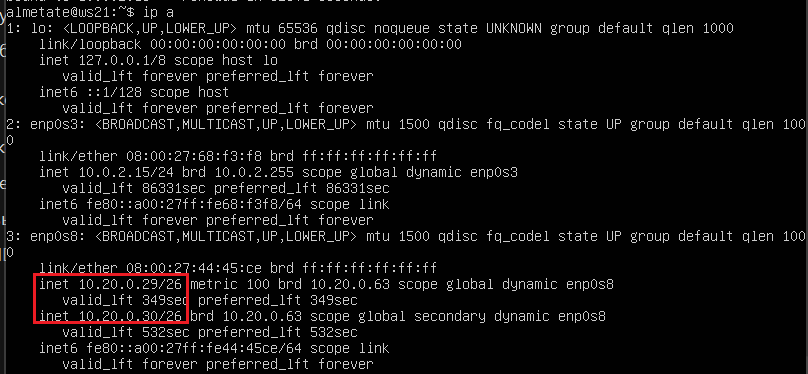 almetate@ws21:~$ ip a
1: lo: <LOOPBACK,UP,LOWER_UP> mtu 65536 qdisc noqueue state UNKNOWN group default qlen 1000
link/loopback 00:00:00:00:00:00 brd 00:00:00:00:00:00
inet 127.0.0.1/8 scope host lo
valid_lft forever preferred_lft forever
inet6 ::1/128 scope host
valid_lft forever preferred_lft forever
2: enp0s3: <BROADCAST,MULTICAST,UP,LOWER_UP> mtu 1500 qdisc fq_codel state UP group default qlen 100
0
link/ether 08:00:27:68:f3:f8 brd ff:ff:ff:ff:ff:ff
inet 10.0.2.15/24 brd 10.0.2.255 scope global dynamic enp0s3
valid_lft 86331sec preferred_lft 86331sec
inet6 fe80::a00:27ff:fe68:f3f8/64 scope link
valid_lft forever preferred_lft forever
3: enp0s8: <BROADCAST,MULTICAST,UP,LOWER_UP> mtu 1500 qdisc fq_codel state UP group default qlen 100
0
link/ether 08:00:27:44:45:ce brd ff:ff:ff:ff:ff:ff
inet 10.20.0.29/26 metric 100 brd 10.20.0.63 scope global dynamic enp0s8
valid_lft 349sec preferred_lft 349sec
inet 10.20.0.30/26 brd 10.20.0.63 scope global secondary dynamic enp0s8
valid_lft 532sec preferred_lft 532sec
inet6 fe80::a00:27ff:fe44:45ce/64 scope link
valid_lft forever preferred_lft forever